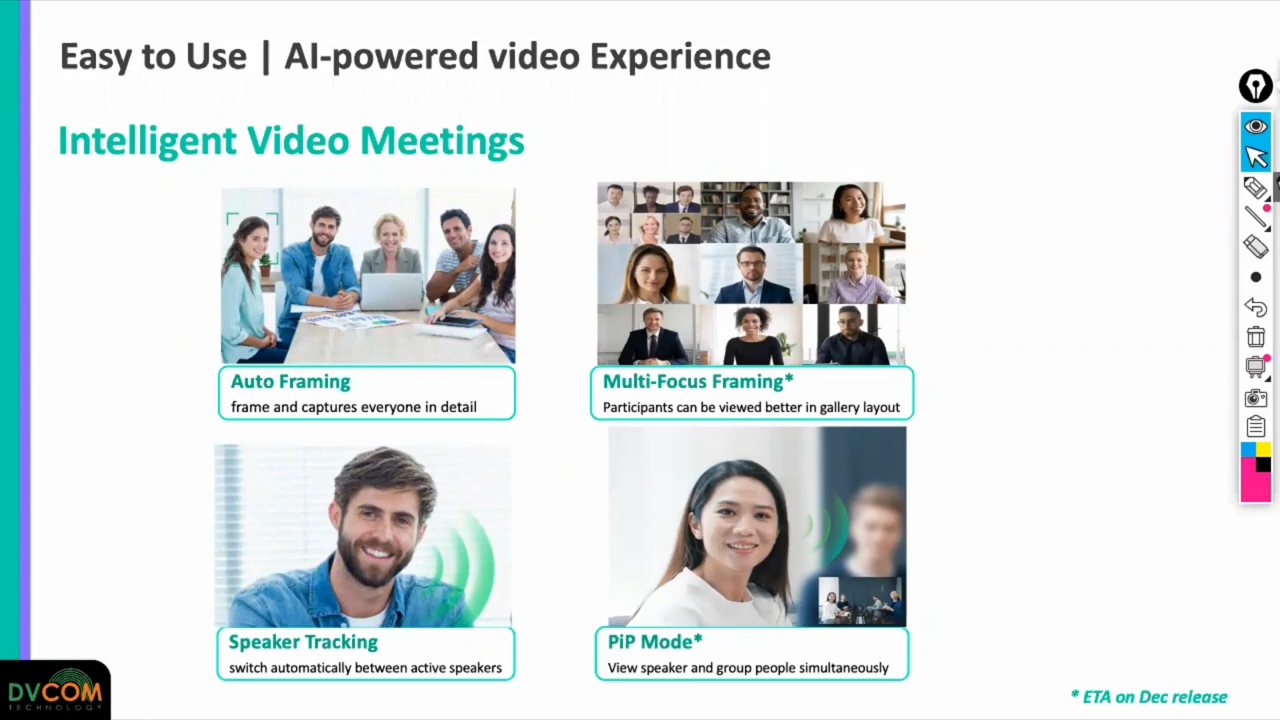 Easy to Use | AI-powered video Experience
Intelligent Video Meetings
Auto Framing
frame and captures everyone in detail
Multi-Focus Framing*
Participants can be viewed better in gallery layout
Speaker Tracking
switch automatically between active speakers
PiP Mode*
View speaker and group people simultaneously
DVCOM
TECHNOLOGY
* ETA on Dec release